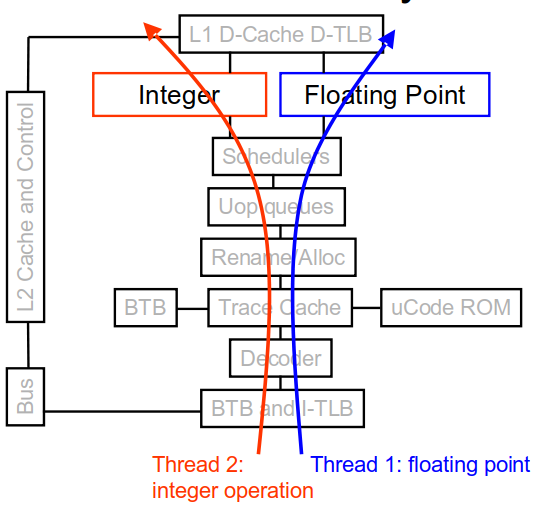 L1 D-Cache D-TLB
Integer
Floating Point
L2 Cache and Control
Schedulers
Uop queues
Rename/Alloc
BTB
Trace Cache
uCode ROM
Decoder
Bus
BTB and I-TLB
Thread 2:
integer operation
Thread 1: floating point